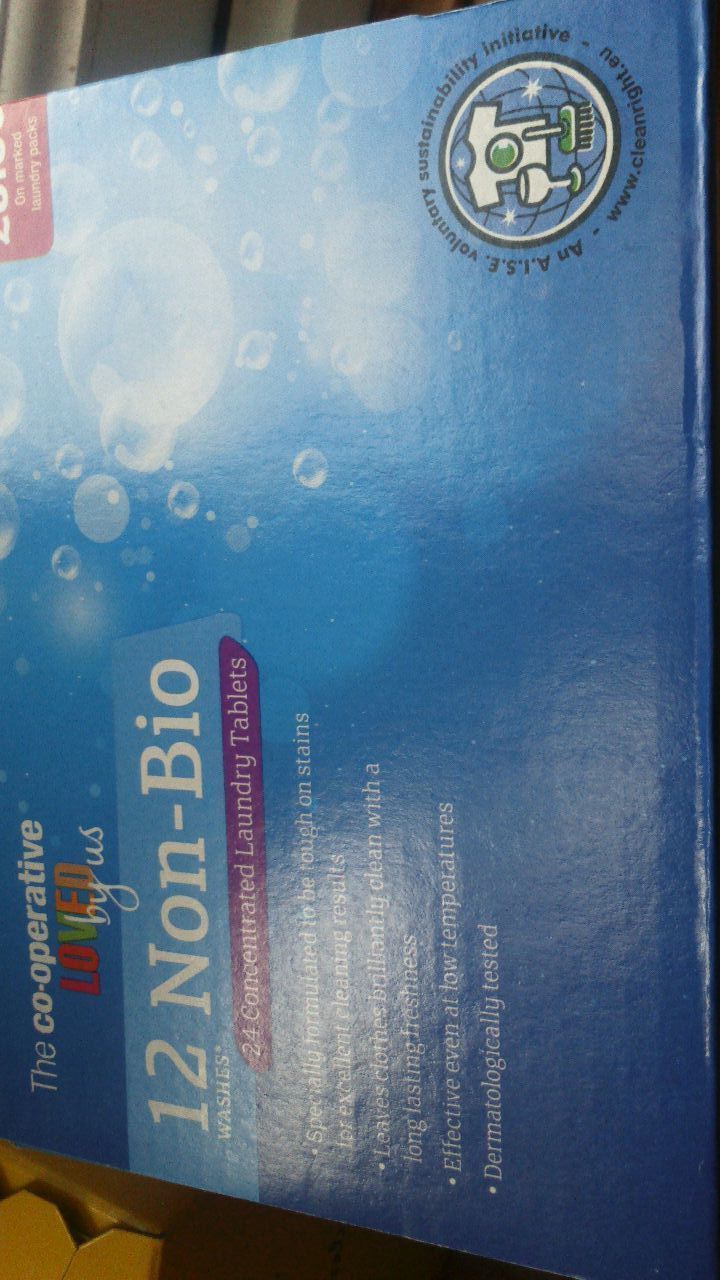 On marked
laundry packs
The co-operative
LOVED
by us
12 Non-Bio
WASHES*
24 Concentrated Laundry Tablets
• Specially formulated to be tough on stains
for excellent cleaning results
• Leaves clothes brilliantly clean with a
long lasting freshness
• Effective even at low temperatures
• Dermatologically tested
An A.I.S.E. voluntary sustainability initiative - www.cleanright.eu -